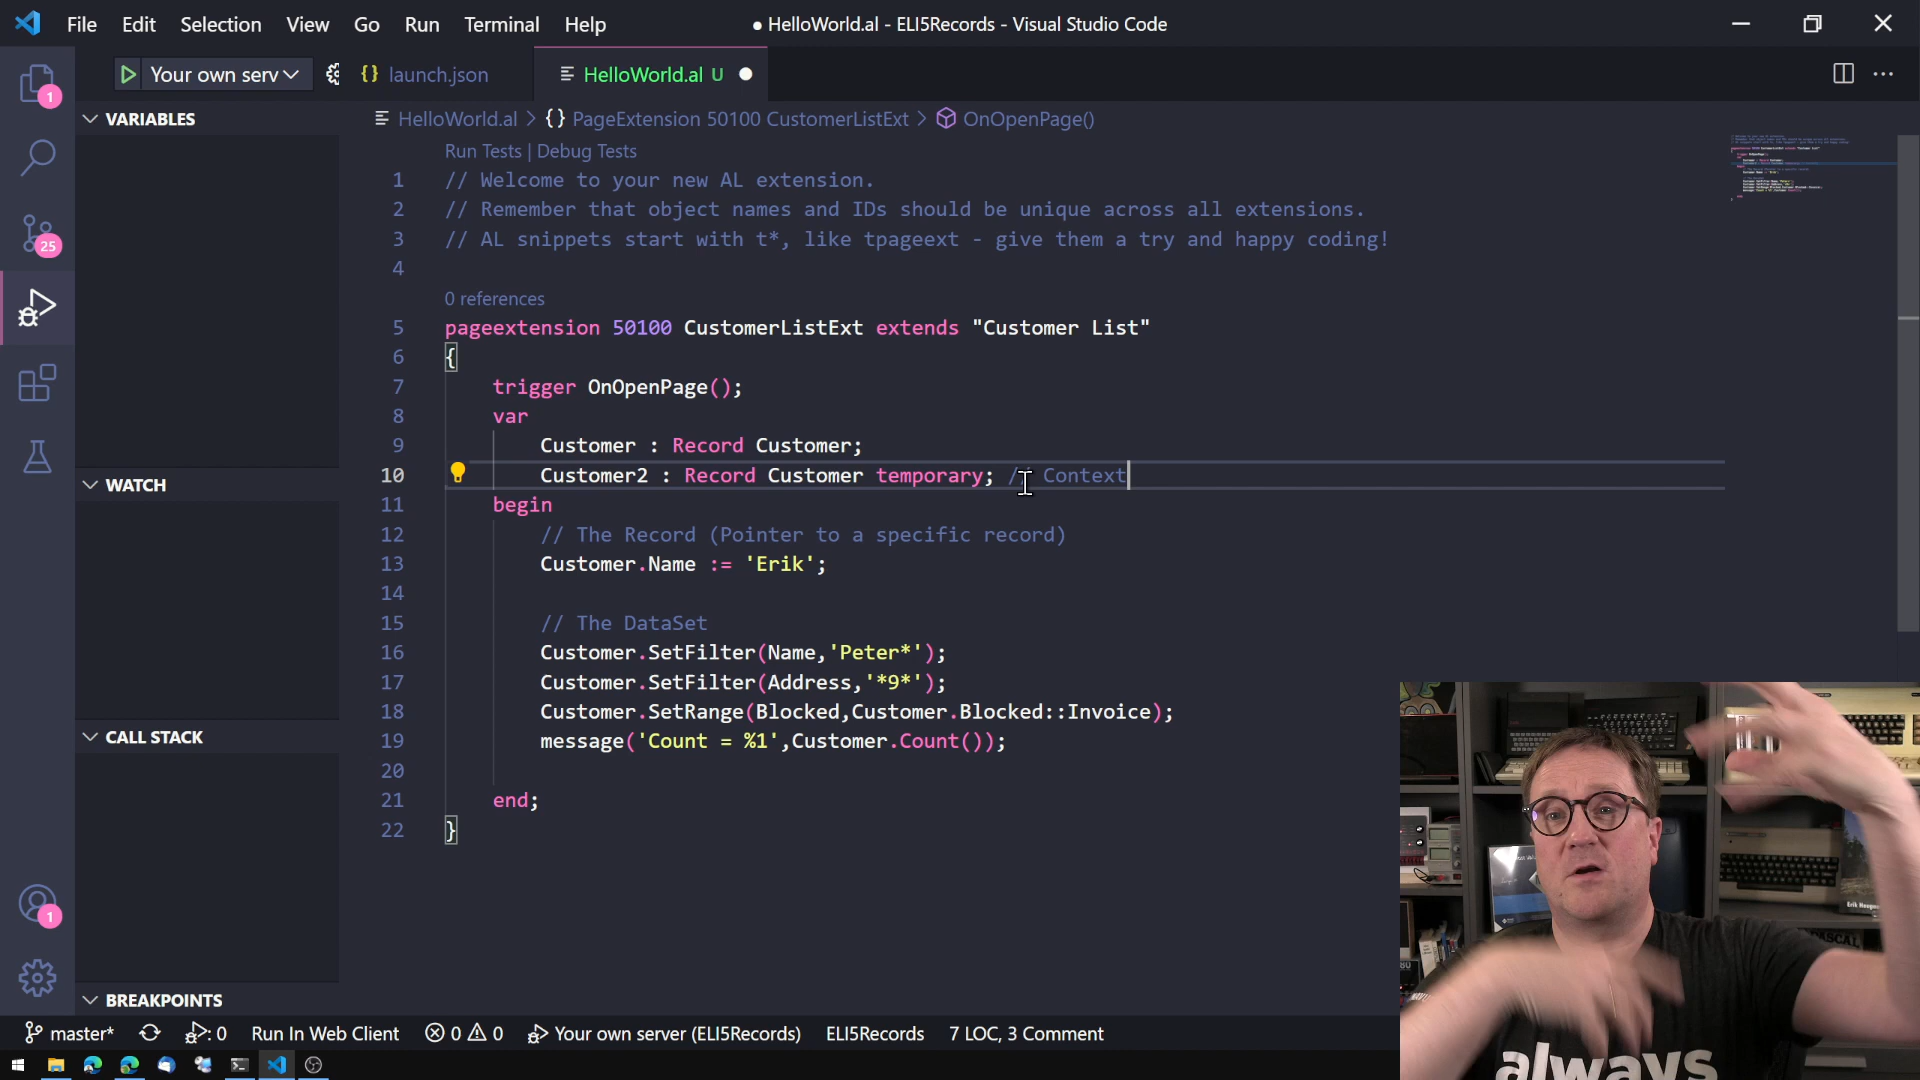 File Edit Selection View Go Run Terminal Help
● HelloWorld.al - ELI5Records - Visual Studio Code
Your own serv
launch.json
HelloWorld.al U
HelloWorld.al > {} PageExtension 50100 CustomerListExt > OnOpenPage()
VARIABLES
WATCH
CALL STACK
BREAKPOINTS
1
25
1
Run Tests | Debug Tests
1 // Welcome to your new AL extension.
2 // Remember that object names and IDs should be unique across all extensions.
3 // AL snippets start with t*, like tpageext - give them a try and happy coding!
4
0 references
5 pageextension 50100 CustomerListExt extends "Customer List"
6 {
7 trigger OnOpenPage();
8 var
9 Customer : Record Customer;
10 Customer2 : Record Customer temporary; // Context
11 begin
12 // The Record (Pointer to a specific record)
13 Customer.Name := 'Erik';
14
15 // The DataSet
16 Customer.SetFilter(Name,'Peter*');
17 Customer.SetFilter(Address,'*9*');
18 Customer.SetRange(Blocked,Customer.Blocked::Invoice);
19 message('Count = %1',Customer.Count());
20
21 end;
22 }
master* 0 Run In Web Client 0 0 Your own server (ELI5Records) ELI5Records 7 LOC, 3 Comment
always